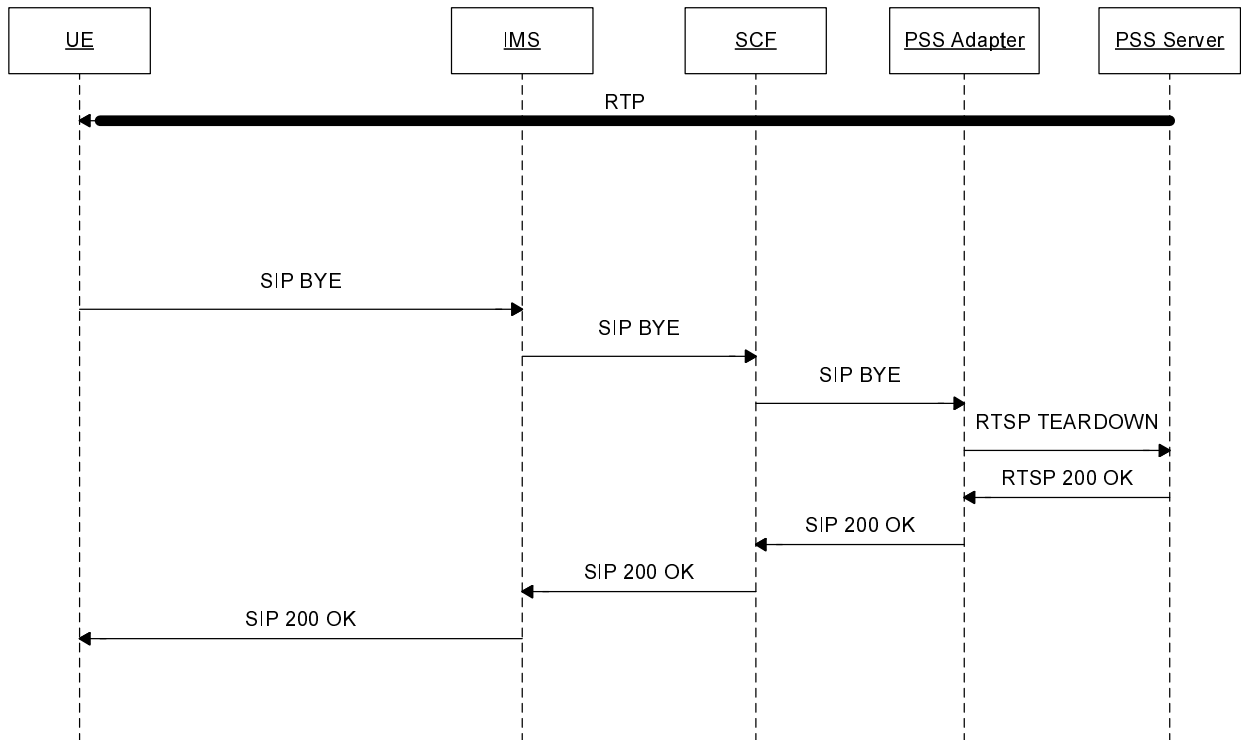 UE
IMS
SCF
PSS Adapter
PSS Server
RTP
SIP BYE
SIP BYE
SIP BYE
RTSP TEARDOWN
RTSP 200 OK
SIP 200 OK
SIP 200 OK
SIP 200 OK